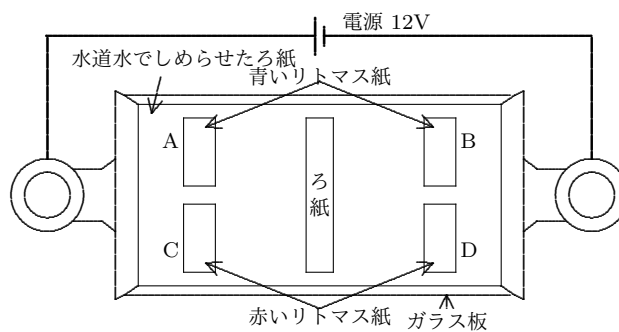 電源 12V
水道水でしめらせたろ紙
青いリトマス紙
A
B
ろ紙
C
D
赤いリトマス紙
ガラス板